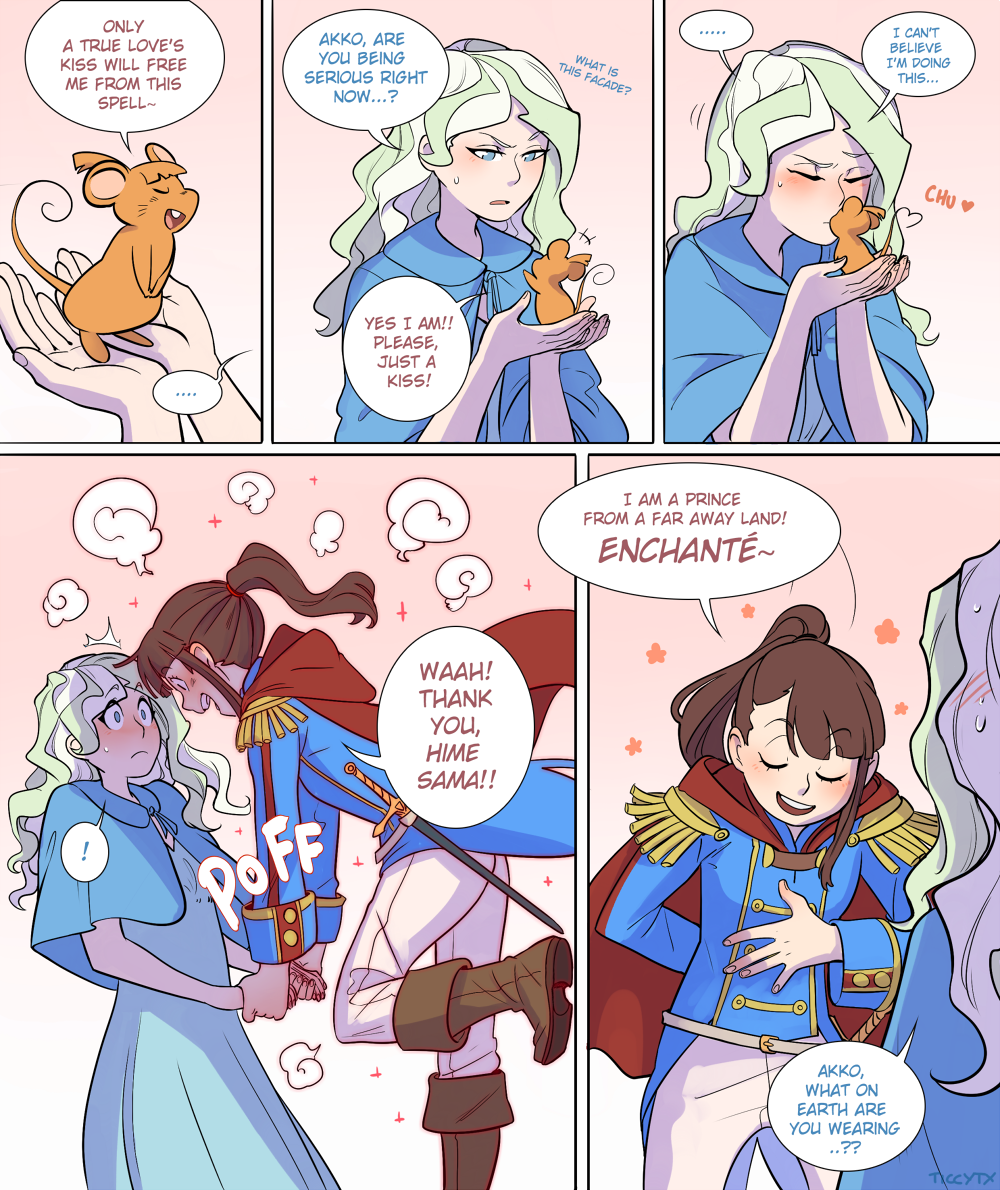 ONLY
A TRUE LOVE'S
KISS WILL FREE
ME FROM THIS
SPELL~
....
AKKO, ARE
YOU BEING
SERIOUS RIGHT
NOW...?
WHAT IS
THIS FACADE?
YES I AM!!
PLEASE,
JUST A
KISS!
.....
I CAN'T
BELIEVE
I'M DOING
THIS...
CHU ♥
!
POFF
WAAH!
THANK
YOU,
HIME
SAMA!!
I AM A PRINCE
FROM A FAR AWAY LAND!
ENCHANTÉ~
AKKO,
WHAT ON
EARTH ARE
YOU WEARING
..??
TICCYTX